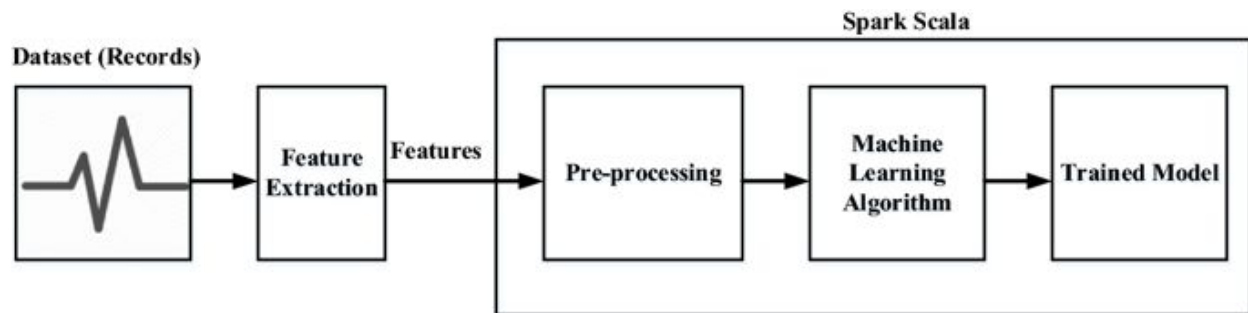 Spark Scala
Dataset (Records)
Feature
Extraction
Features
Pre-processing
Machine
Learning
Algorithm
Trained Model